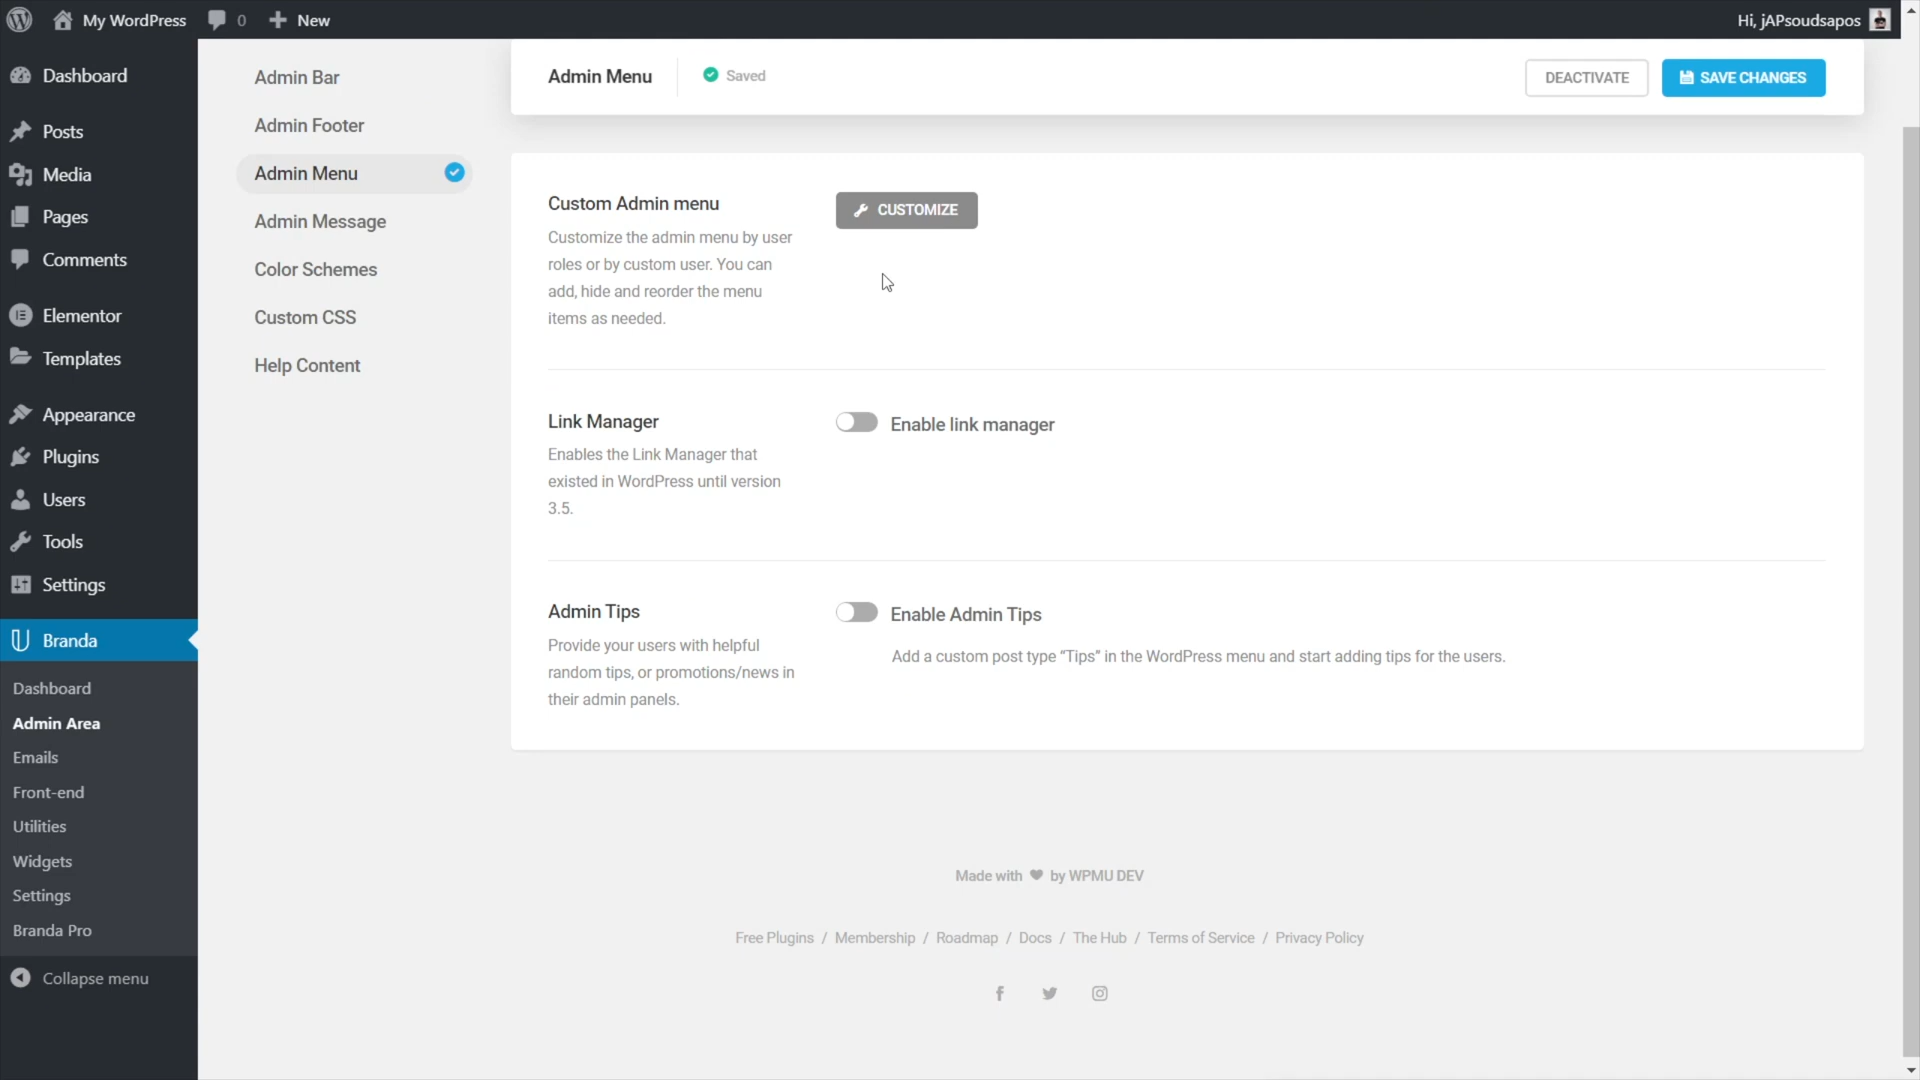 My WordPress
0
New
Hi, jAPsoudsapos
Dashboard
Posts
Media
Pages
Comments
Elementor
Templates
Appearance
Plugins
Users
Tools
Settings
Branda
Dashboard
Admin Area
Emails
Front-end
Utilities
Widgets
Settings
Branda Pro
Collapse menu
Admin Bar
Admin Footer
Admin Menu
Admin Message
Color Schemes
Custom CSS
Help Content
Admin Menu
Saved
DEACTIVATE
SAVE CHANGES
Custom Admin menu
Customize the admin menu by user
roles or by custom user. You can
add, hide and reorder the menu
items as needed.
CUSTOMIZE
Link Manager
Enables the Link Manager that
existed in WordPress until version
3.5.
Enable link manager
Admin Tips
Provide your users with helpful
random tips, or promotions/news in
their admin panels.
Enable Admin Tips
Add a custom post type “Tips” in the WordPress menu and start adding tips for the users.
Made with ♥ by WPMU DEV
Free Plugins / Membership / Roadmap / Docs / The Hub / Terms of Service / Privacy Policy